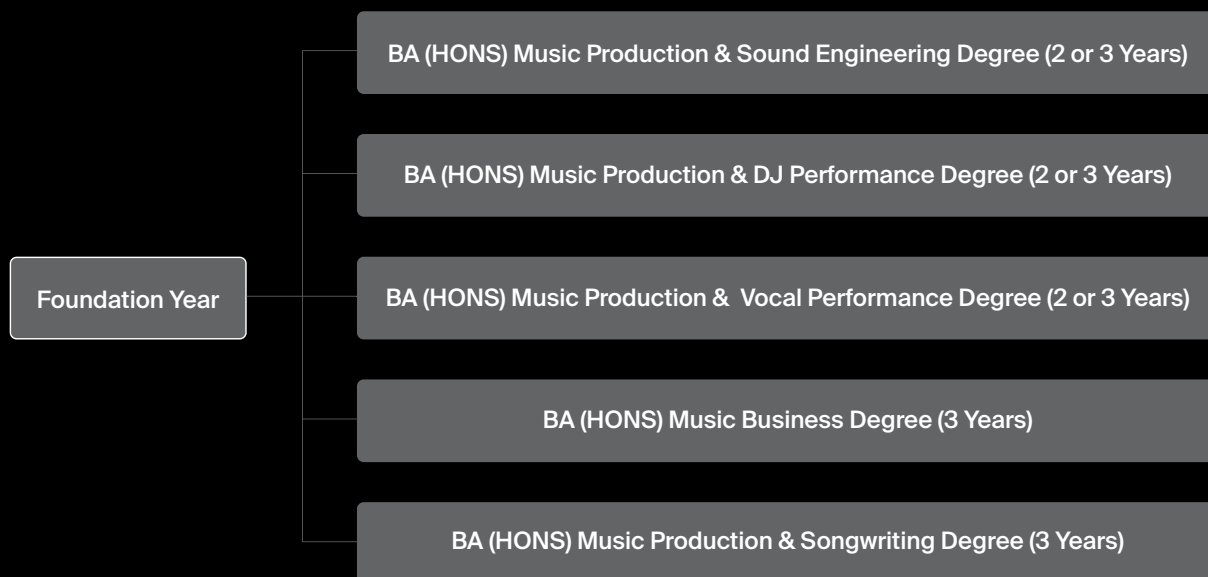 BA (HONS) Music Production & Sound Engineering Degree (2 or 3 Years)
BA (HONS) Music Production & DJ Performance Degree (2 or 3 Years)
Foundation Year
BA (HONS) Music Production &  Vocal Performance Degree (2 or 3 Years)
BA (HONS) Music Business Degree (3 Years)
BA (HONS) Music Production & Songwriting Degree (3 Years)